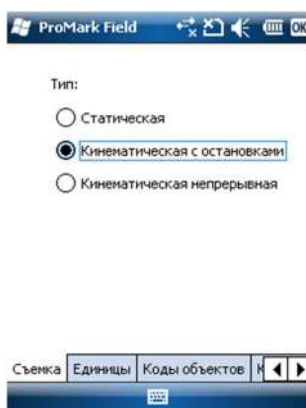 ProMark Field OK
Тип:
Статическая
Кинематическая с остановками
Кинематическая непрерывная
Съемка Единицы Коды объектов К